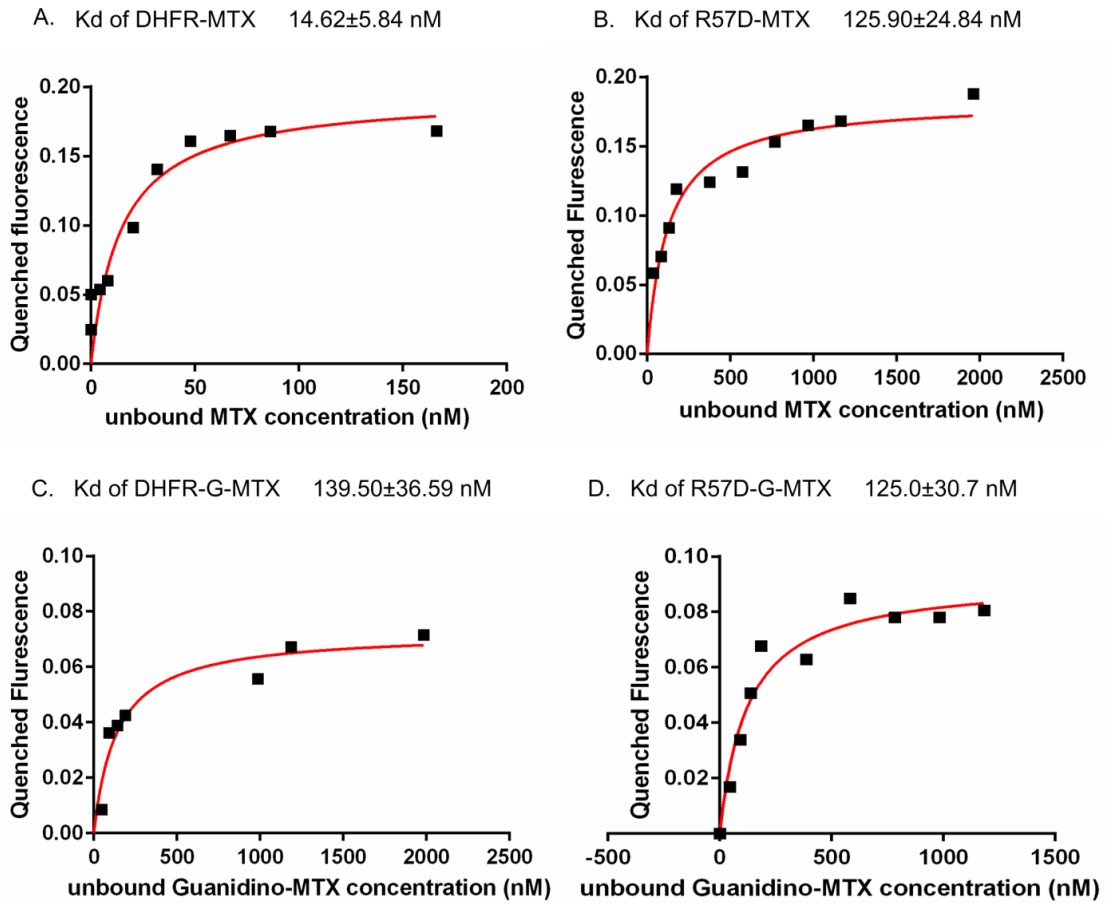 A. Kd of DHFR-MTX 14.62±5.84 nM
B. Kd of R57D-MTX 125.90±24.84 nM
Quenched fluorescence
0.20
0.15
0.10
0.05
0.00
0 50 100 150 200
unbound MTX concentration (nM)
Quenched Flurescence
0.20
0.15
0.10
0.05
0.00
0 500 1000 1500 2000 2500
unbound MTX concentration (nM)
C. Kd of DHFR-G-MTX 139.50±36.59 nM
D. Kd of R57D-G-MTX 125.0±30.7 nM
Quenched Flurescence
0.10
0.08
0.06
0.04
0.02
0.00
0 500 1000 1500 2000 2500
unbound Guanidino-MTX concentration (nM)
Quenched Flurescence
0.10
0.08
0.06
0.04
0.02
-500 0 500 1000 1500
unbound Guanidino-MTX concentration (nM)